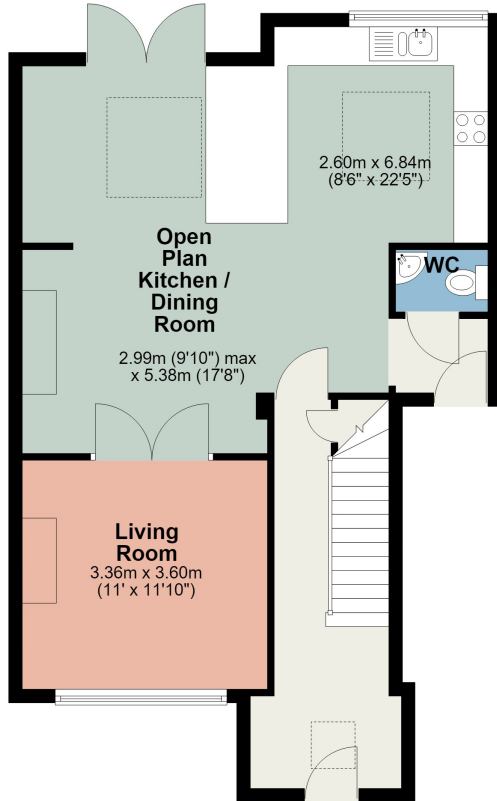 2.60m x 6.84m
(8'6" x 22'5")
Open
Plan
Kitchen /
Dining
Room
2.99m (9'10") max
x 5.38m (17'8")
WC
Living
Room
3.36m x 3.60m
(11' x 11'10")